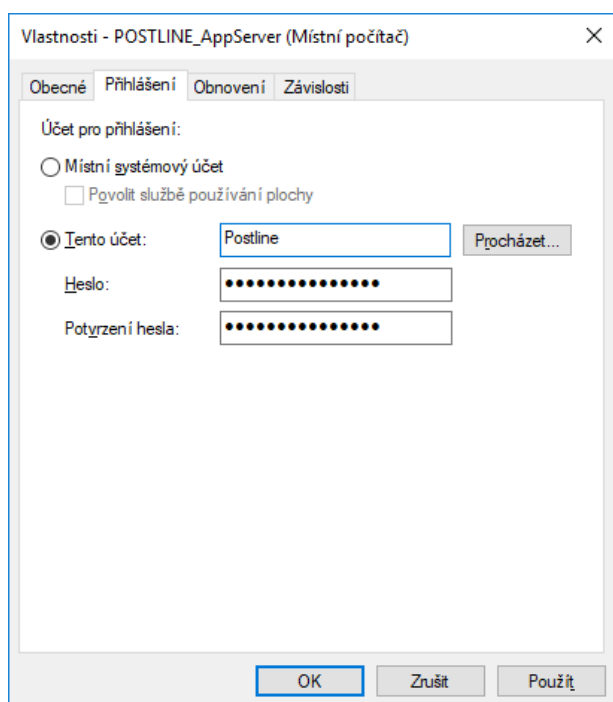 Vlastnosti - POSTLINE_AppServer (Místní počítač)
Obecné Přihlášení Obnovení Závislosti
Účet pro přihlášení:
Místní systémový účet
Povolit službě používání plochy
Tento účet: Postline Procházet...
Heslo: ●●●●●●●●●●●●●●●
Potvrzení hesla: ●●●●●●●●●●●●●●●
OK Zrušit Použít